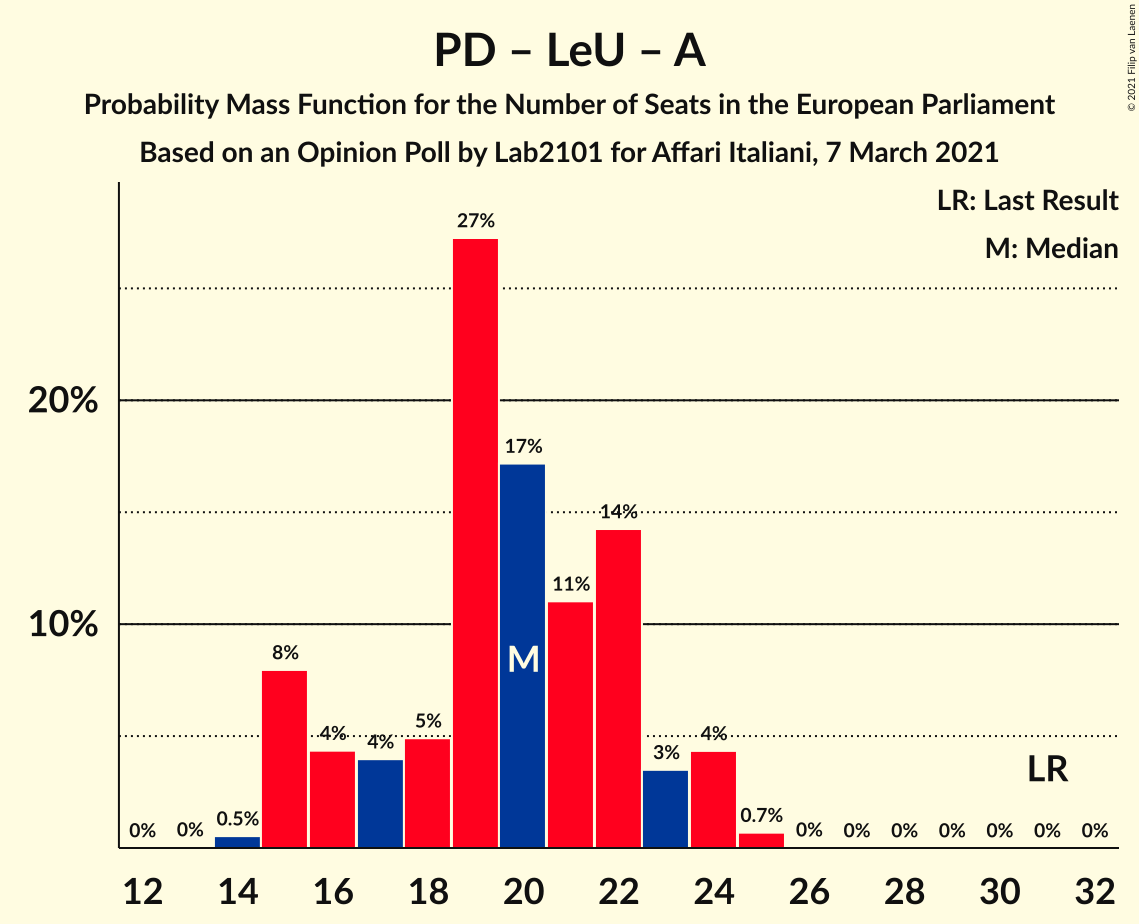 PD – LeU – A
Probability Mass Function for the Number of Seats in the European Parliament
Based on an Opinion Poll by Lab2101 for Affari Italiani, 7 March 2021
© 2021 Filip van Laenen
LR: Last Result
M: Median
20%
10%
0%
0%
0.5%
8%
4%
4%
5%
27%
17%
11%
14%
3%
4%
0.7%
0%
0%
0%
0%
0%
0%
0%
M
LR
12 14 16 18 20 22 24 26 28 30 32